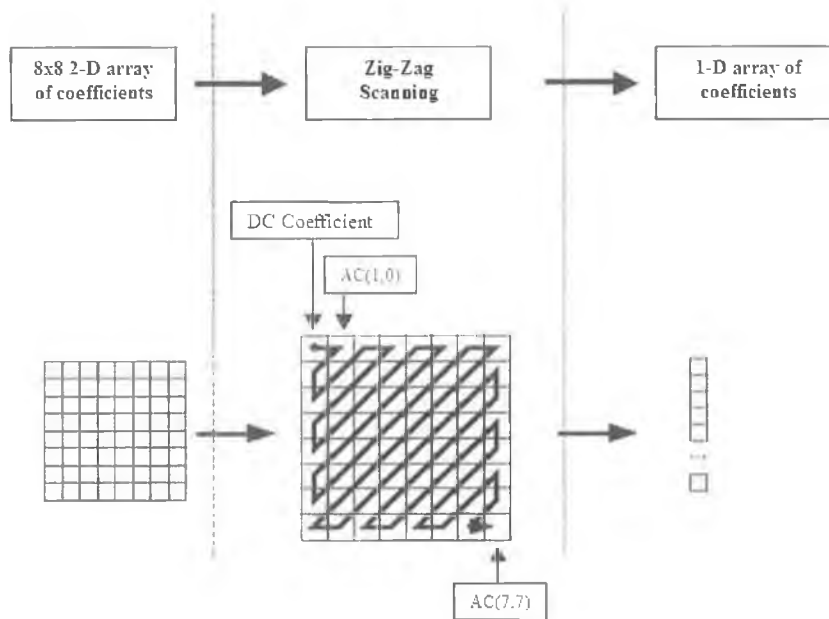 8x8 2-D array
of coefficients
Zig-Zag
Scanning
1-D array of
coefficients
DC Coefficient
AC(1,0)
AC(7,7)